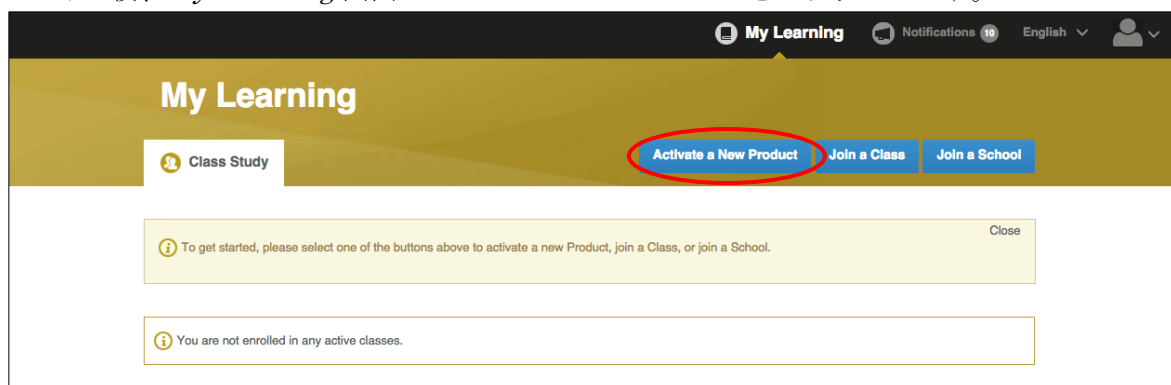 My Learning
Notifications 10
English
My Learning
Class Study
Activate a New Product
Join a Class
Join a School
Close
To get started, please select one of the buttons above to activate a new Product, join a Class, or join a School.
You are not enrolled in any active classes.